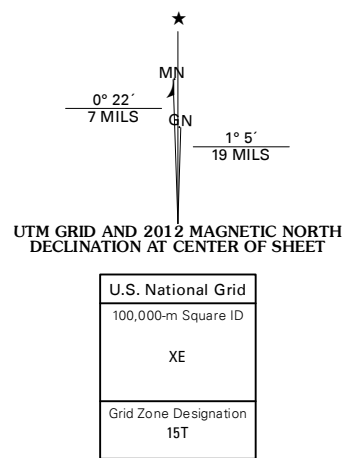 MN
0° 22´
7 MILS
GN
1° 5´
19 MILS
UTM GRID AND 2012 MAGNETIC NORTH
DECLINATION AT CENTER OF SHEET
U.S. National Grid
100,000-m Square ID
XE
Grid Zone Designation
15T